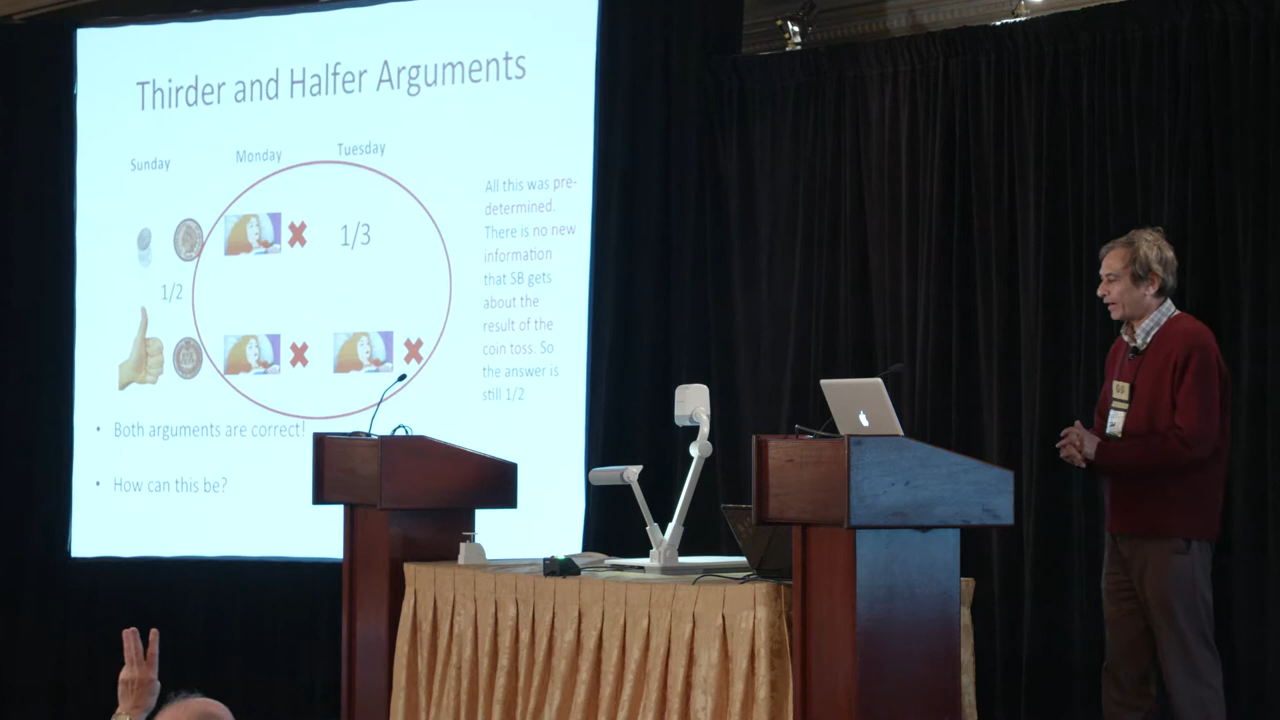 Thirder and Halfer Arguments
Sunday
Monday
Tuesday
1/3
1/2
All this was pre-
determined.
There is no new
information
that SB gets
about the
result of the
coin toss. So
the answer is
still 1/2
• Both arguments are correct!
• How can this be?